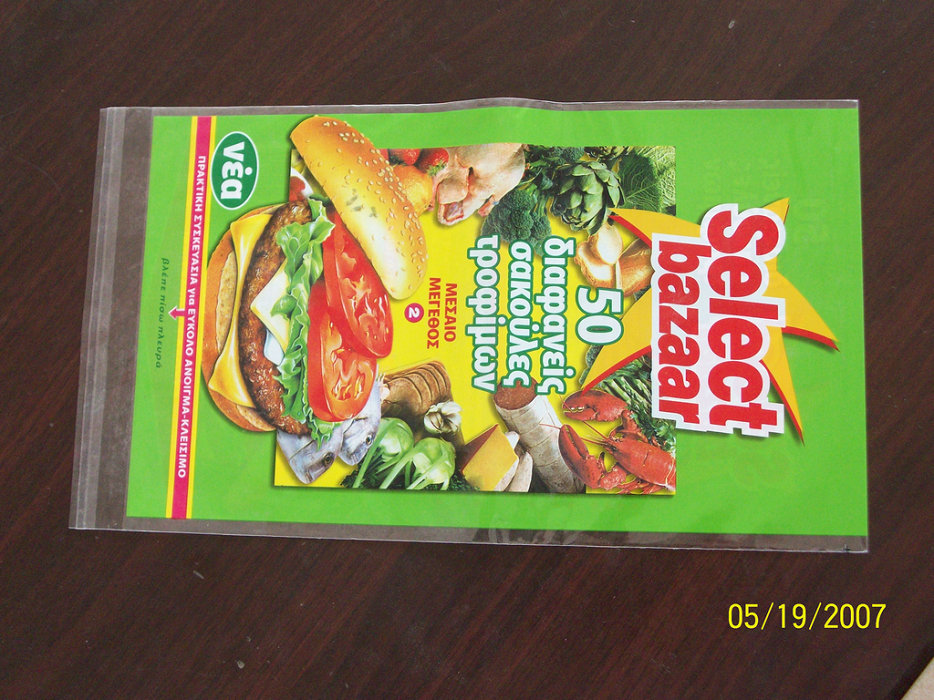 Select
bazaar
50
διαφανείς
σακούλες
τροφίμων
ΜΕΣΑΙΟ
ΜΕΓΕΘΟΣ
2
νέα
ΠΡΑΚΤΙΚΗ ΣΥΣΚΕΥΑΣΙΑ για ΕΥΚΟΛΟ ΑΝΟΙΓΜΑ-ΚΛΕΙΣΙΜΟ
βλέπε πίσω πλευρά
05/19/2007